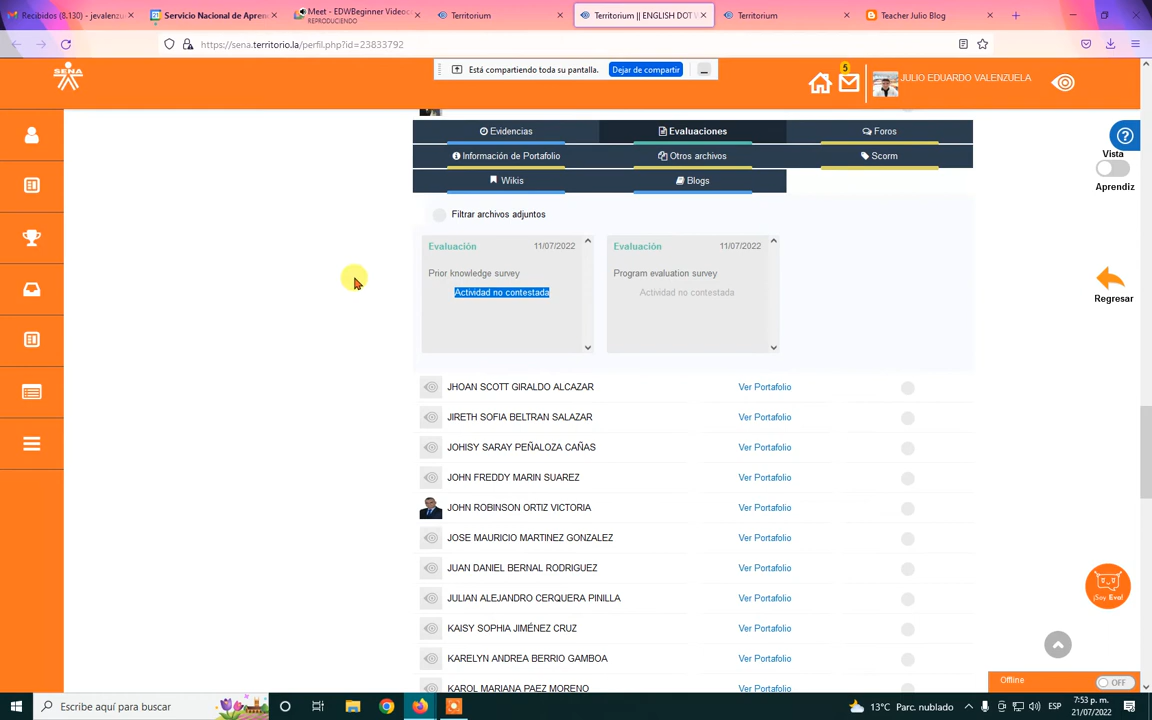 Recibidos (8.130) - jevalenzu
Servicio Nacional de Apren
Meet - EDWBeginner Videoc
REPRODUCIENDO
Territorium
Territorium || ENGLISH DOT W
Territorium
Teacher Julio Blog
https://sena.territorio.la/perfil.php?id=23833792
SENA
Está compartiendo toda su pantalla.
Dejar de compartir
5
JULIO EDUARDO VALENZUELA
Evidencias
Evaluaciones
Foros
Información de Portafolio
Otros archivos
Scorm
Wikis
Blogs
Vista
Aprendiz
Filtrar archivos adjuntos
Evaluación 11/07/2022
Prior knowledge survey
Actividad no contestada
Evaluación 11/07/2022
Program evaluation survey
Actividad no contestada
Regresar
JHOAN SCOTT GIRALDO ALCAZAR Ver Portafolio
JIRETH SOFIA BELTRAN SALAZAR Ver Portafolio
JOHISY SARAY PEÑALOZA CAÑAS Ver Portafolio
JOHN FREDDY MARIN SUAREZ Ver Portafolio
JOHN ROBINSON ORTIZ VICTORIA Ver Portafolio
JOSE MAURICIO MARTINEZ GONZALEZ Ver Portafolio
JUAN DANIEL BERNAL RODRIGUEZ Ver Portafolio
JULIAN ALEJANDRO CERQUERA PINILLA Ver Portafolio
KAISY SOPHIA JIMÉNEZ CRUZ Ver Portafolio
KARELYN ANDREA BERRIO GAMBOA Ver Portafolio
KAROL MARIANA PAEZ MORENO Ver Portafolio
¡Soy Eva!
Offline
OFF
Escribe aquí para buscar
13°C Parc. nublado
ESP
7:53 p. m.
21/07/2022